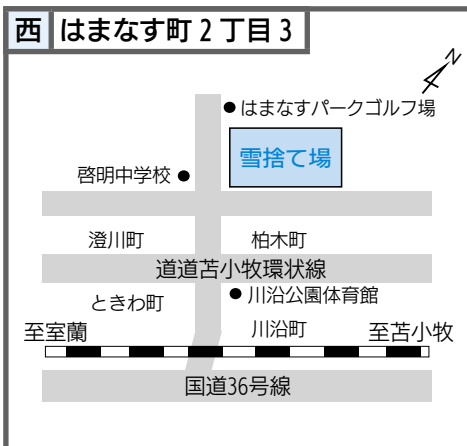 西 はまなす町2丁目3
N
はまなすパークゴルフ場
雪捨て場
啓明中学校
澄川町 柏木町
道道苫小牧環状線
ときわ町 川沿公園体育館
至室蘭 川沿町 至苫小牧
国道36号線